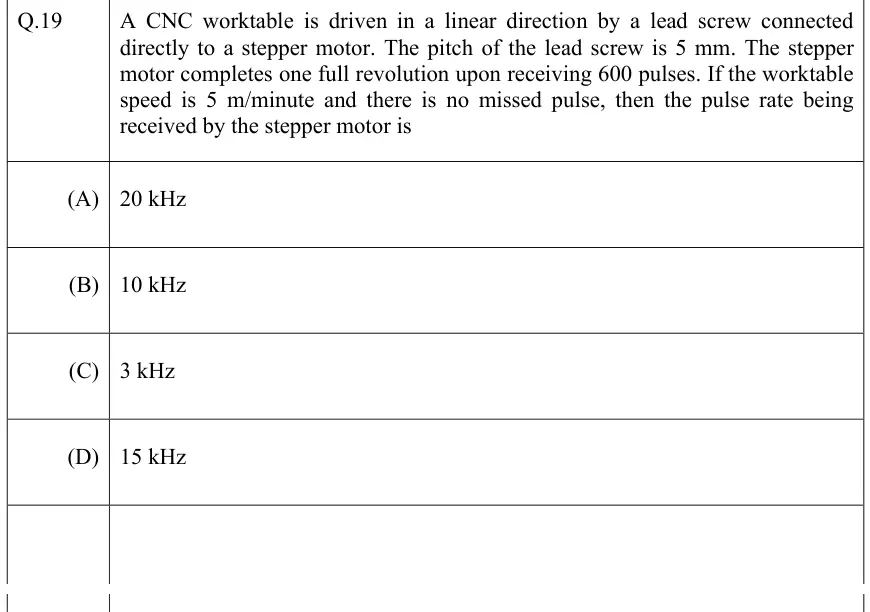 Q.19 A CNC worktable is driven in a linear direction by a lead screw connected
directly to a stepper motor. The pitch of the lead screw is 5 mm. The stepper
motor completes one full revolution upon receiving 600 pulses. If the worktable
speed is 5 m/minute and there is no missed pulse, then the pulse rate being
received by the stepper motor is
(A) 20 kHz
(B) 10 kHz
(C) 3 kHz
(D) 15 kHz